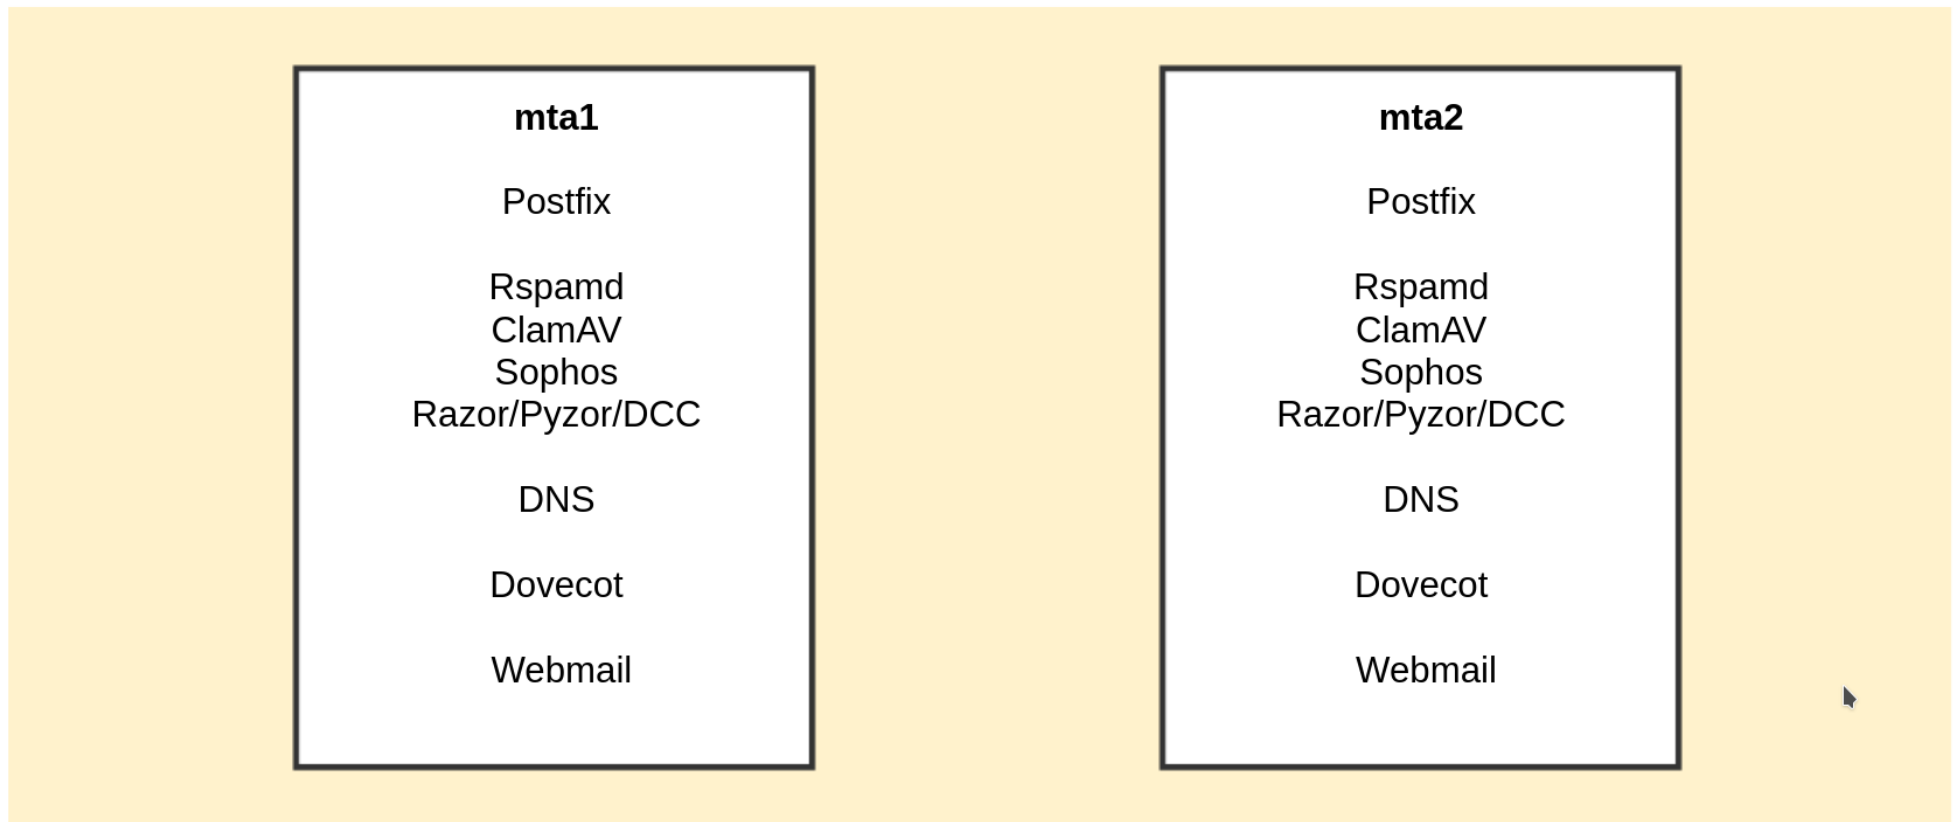 mta1
Postfix
Rspamd
ClamAV
Sophos
Razor/Pyzor/DCC
DNS
Dovecot
Webmail
mta2
Postfix
Rspamd
ClamAV
Sophos
Razor/Pyzor/DCC
DNS
Dovecot
Webmail